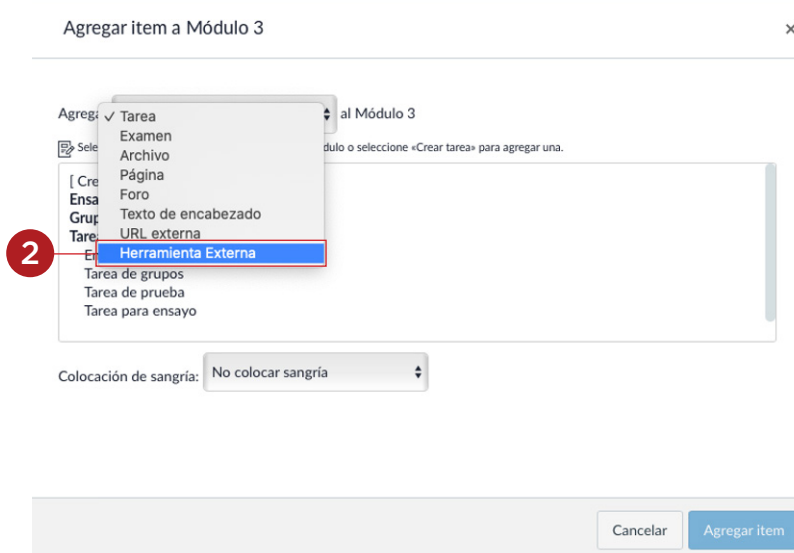 Agregar item a Módulo 3
×
Agrega al Módulo 3
✓ Tarea
Examen
Archivo
Página
Foro
Texto de encabezado
URL externa
Herramienta Externa
Sele dulo o seleccione «Crear tarea» para agregar una.
[ Cre
Ensa
Grup
Tare
2
Tarea de grupos
Tarea de prueba
Tarea para ensayo
Colocación de sangría: No colocar sangría
Cancelar Agregar item